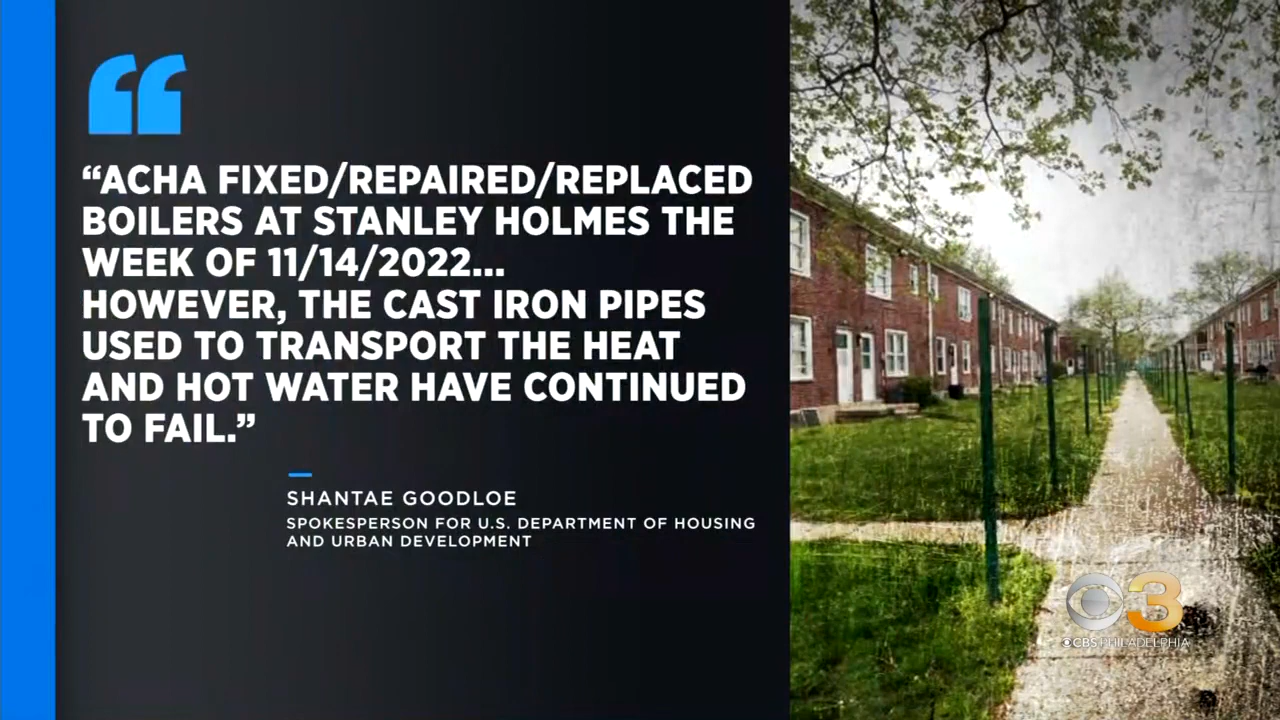 “ACHA FIXED/REPAIRED/REPLACED
BOILERS AT STANLEY HOLMES THE
WEEK OF 11/14/2022...
HOWEVER, THE CAST IRON PIPES
USED TO TRANSPORT THE HEAT
AND HOT WATER HAVE CONTINUED
TO FAIL.”
SHANTAE GOODLOE
SPOKESPERSON FOR U.S. DEPARTMENT OF HOUSING
AND URBAN DEVELOPMENT
3
CBS PHILADELPHIA